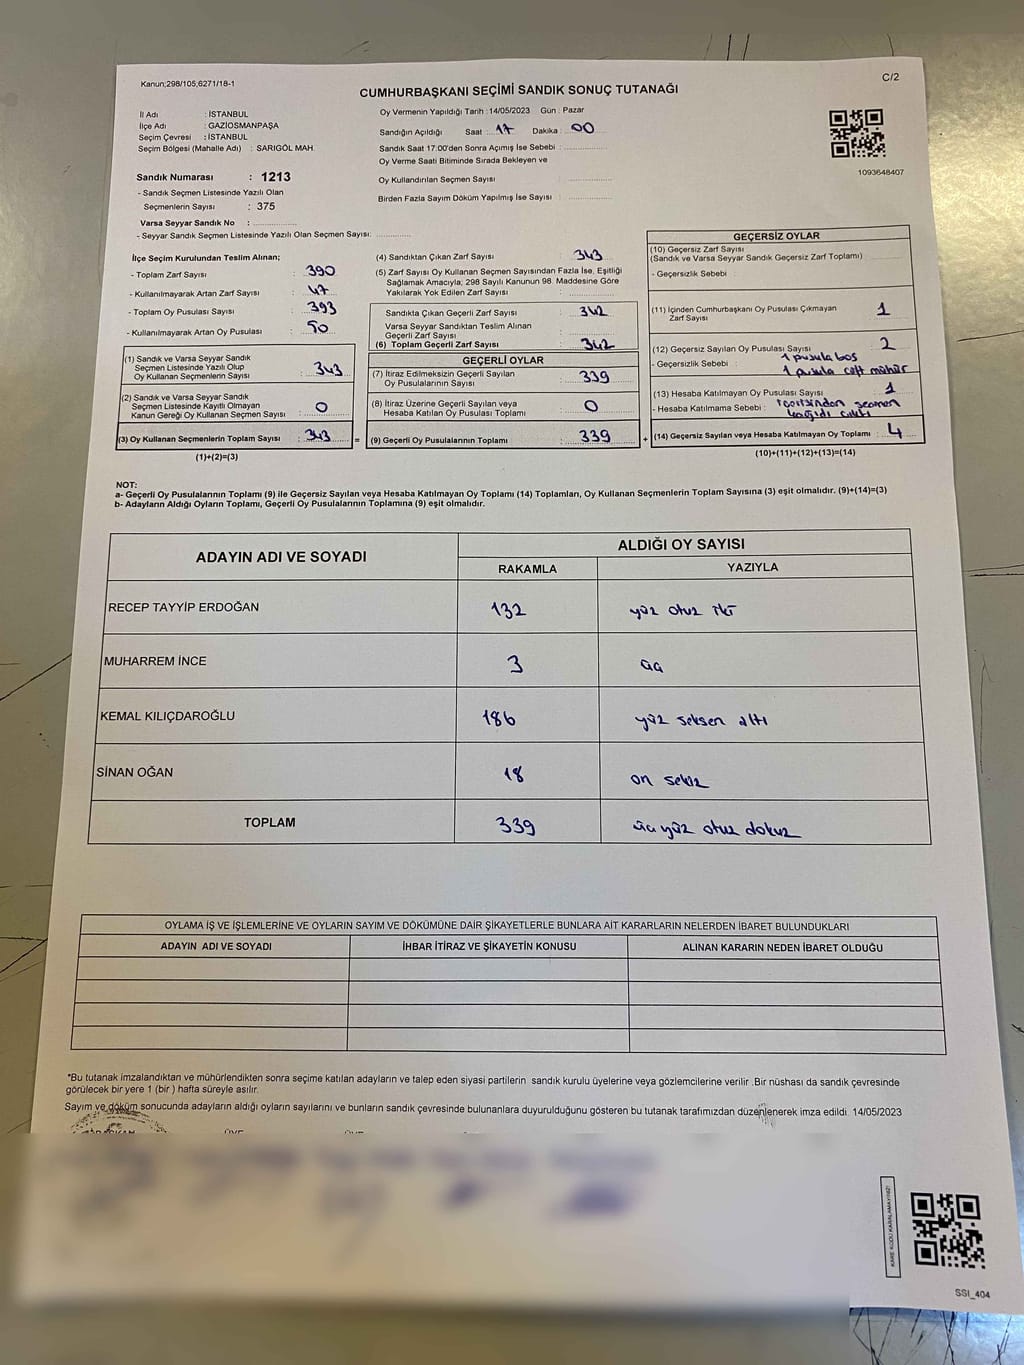 Kanun;298/105;6271/18-1
C/2
CUMHURBAŞKANI SEÇİMİ SANDIK SONUÇ TUTANAĞI
İl Adı : İSTANBUL
İlçe Adı : GAZİOSMANPAŞA
Seçim Çevresi : İSTANBUL
Seçim Bölgesi (Mahalle Adı) : SARIGÖL MAH.
Sandık Numarası : 1213
- Sandık Seçmen Listesinde Yazılı Olan
Seçmenlerin Sayısı : 375
Varsa Seyyar Sandık No :
- Seyyar Sandık Seçmen Listesinde Yazılı Olan Seçmen Sayısı:
Oy Vermenin Yapıldığı Tarih :14/05/2023 Gün : Pazar
Sandığın Açıldığı Saat : 17 Dakika : 00
Sandık Saat 17:00'den Sonra Açımış İse Sebebi :
Oy Verme Saati Bitiminde Sırada Bekleyen ve
Oy Kullandırılan Seçmen Sayısı
Birden Fazla Sayım Döküm Yapılmış İse Sayısı :
1093648407
İlçe Seçim Kurulundan Teslim Alınan;
- Toplam Zarf Sayısı : 390
- Kullanılmayarak Artan Zarf Sayısı : 47
- Toplam Oy Pusulası Sayısı : 393
- Kullanılmayarak Artan Oy Pusulası : 50
(1) Sandık ve Varsa Seyyar Sandık
Seçmen Listesinde Yazılı Olup
Oy Kullanan Seçmenlerin Sayısı : 343
(2) Sandık ve Varsa Seyyar Sandık
Seçmen Listesinde Kayıtlı Olmayan
Kanun Gereği Oy Kullanan Seçmen Sayısı : 0
(3) Oy Kullanan Seçmenlerin Toplam Sayısı : 343 =
(1)+(2)=(3)
(4) Sandıktan Çıkan Zarf Sayısı : 343
(5) Zarf Sayısı Oy Kullanan Seçmen Sayısından Fazla İse, Eşitliği
Sağlamak Amacıyla; 298 Sayılı Kanunun 98. Maddesine Göre
Yakılarak Yok Edilen Zarf Sayısı :
Sandıkta Çıkan Geçerli Zarf Sayısı : 342
Varsa Seyyar Sandıktan Teslim Alınan
Geçerli Zarf Sayısı :
(6) Toplam Geçerli Zarf Sayısı : 342
GEÇERLİ OYLAR
(7) İtiraz Edilmeksizin Geçerli Sayılan
Oy Pusulalarının Sayısı : 339
(8) İtiraz Üzerine Geçerli Sayılan veya
Hesaba Katılan Oy Pusulası Toplamı : 0
(9) Geçerli Oy Pusulalarının Toplamı : 339 +
GEÇERSİZ OYLAR
(10) Geçersiz Zarf Sayısı
(Sandık ve Varsa Seyyar Sandık Geçersiz Zarf Toplamı)
- Geçersizlik Sebebi :
(11) İçinden Cumhurbaşkanı Oy Pusulası Çıkmayan
Zarf Sayısı : 1
(12) Geçersiz Sayılan Oy Pusulası Sayısı : 2
- Geçersizlik Sebebi : 1 pusula boş
1 pusula çift mühür
(13) Hesaba Katılmayan Oy Pusulası Sayısı : 1
- Hesaba Katılmama Sebebi : içerisinden seçmen
kağıdı çıktı
(14) Geçersiz Sayılan veya Hesaba Katılmayan Oy Toplamı : 4
(10)+(11)+(12)+(13)=(14)
NOT:
a- Geçerli Oy Pusulalarının Toplamı (9) ile Geçersiz Sayılan veya Hesaba Katılmayan Oy Toplamı (14) Toplamları, Oy Kullanan Seçmenlerin Toplam Sayısına (3) eşit olmalıdır. (9)+(14)=(3)
b- Adayların Aldığı Oyların Toplamı, Geçerli Oy Pusulalarının Toplamına (9) eşit olmalıdır.
ADAYIN ADI VE SOYADI
ALDIĞI OY SAYISI
RAKAMLA YAZIYLA
RECEP TAYYİP ERDOĞAN 132 yüz otuz iki
MUHARREM İNCE 3 üç
KEMAL KILIÇDAROĞLU 186 yüz seksen altı
SİNAN OĞAN 18 on sekiz
TOPLAM 339 üç yüz otuz dokuz
OYLAMA İŞ VE İŞLEMLERİNE VE OYLARIN SAYIM VE DÖKÜMÜNE DAİR ŞİKAYETLERLE BUNLARA AİT KARARLARIN NELERDEN İBARET BULUNDUKLARI
ADAYIN ADI VE SOYADI İHBAR İTİRAZ VE ŞİKAYETİN KONUSU ALINAN KARARIN NEDEN İBARET OLDUĞU
*Bu tutanak imzalandıktan ve mühürlendikten sonra seçime katılan adayların ve talep eden siyasi partilerin sandık kurulu üyelerine veya gözlemcilerine verilir .Bir nüshası da sandık çevresinde
görülecek bir yere 1 (bir ) hafta süreyle asılır.
Sayım ve döküm sonucunda adayların aldığı oyların sayılarını ve bunların sandık çevresinde bulunanlara duyurulduğunu gösteren bu tutanak tarafımızdan düzenlenerek imza edildi. 14/05/2023
KARE KODU KARALAMAYINIZ!
SSI_404